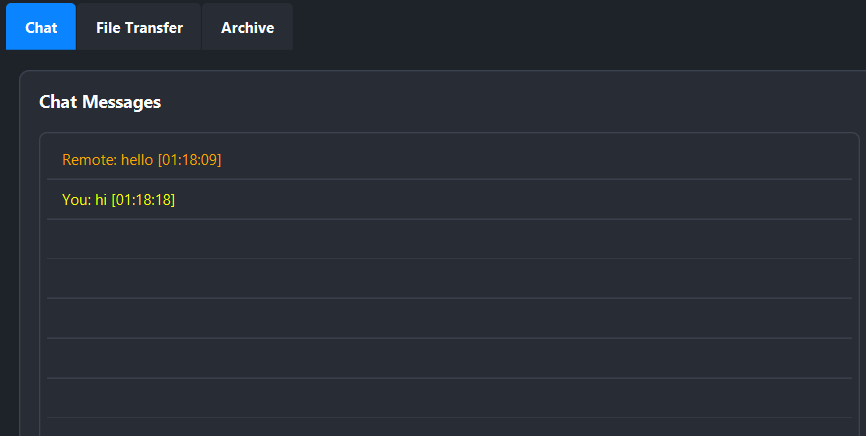 Chat File Transfer Archive
Chat Messages
Remote: hello [01:18:09]
You: hi [01:18:18]